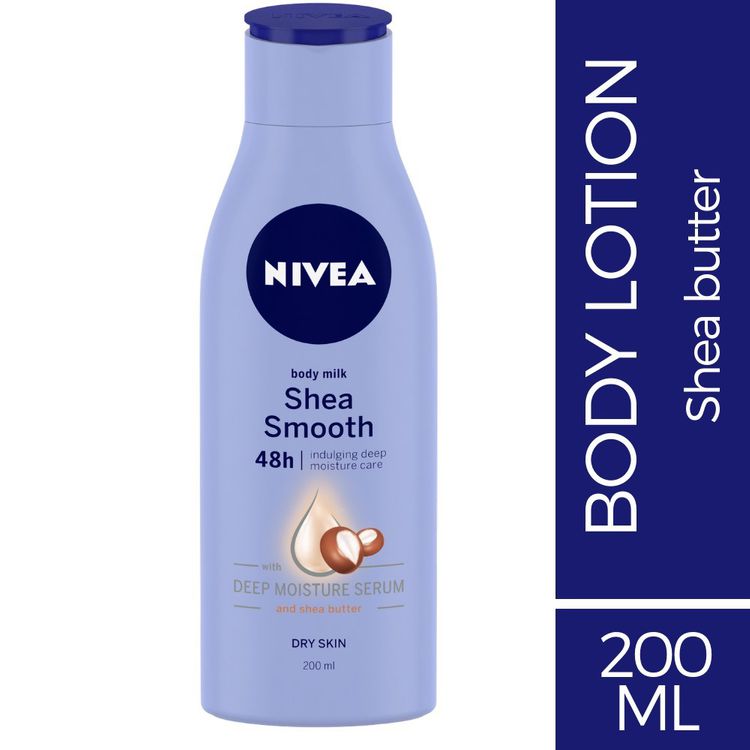 NIVEA
NIVEA
body milk
Shea
Smooth
48h | indulging deep
moisture care
with
DEEP MOISTURE SERUM
and shea butter
DRY SKIN
200 ml
BODY LOTION
Shea butter
200
ML